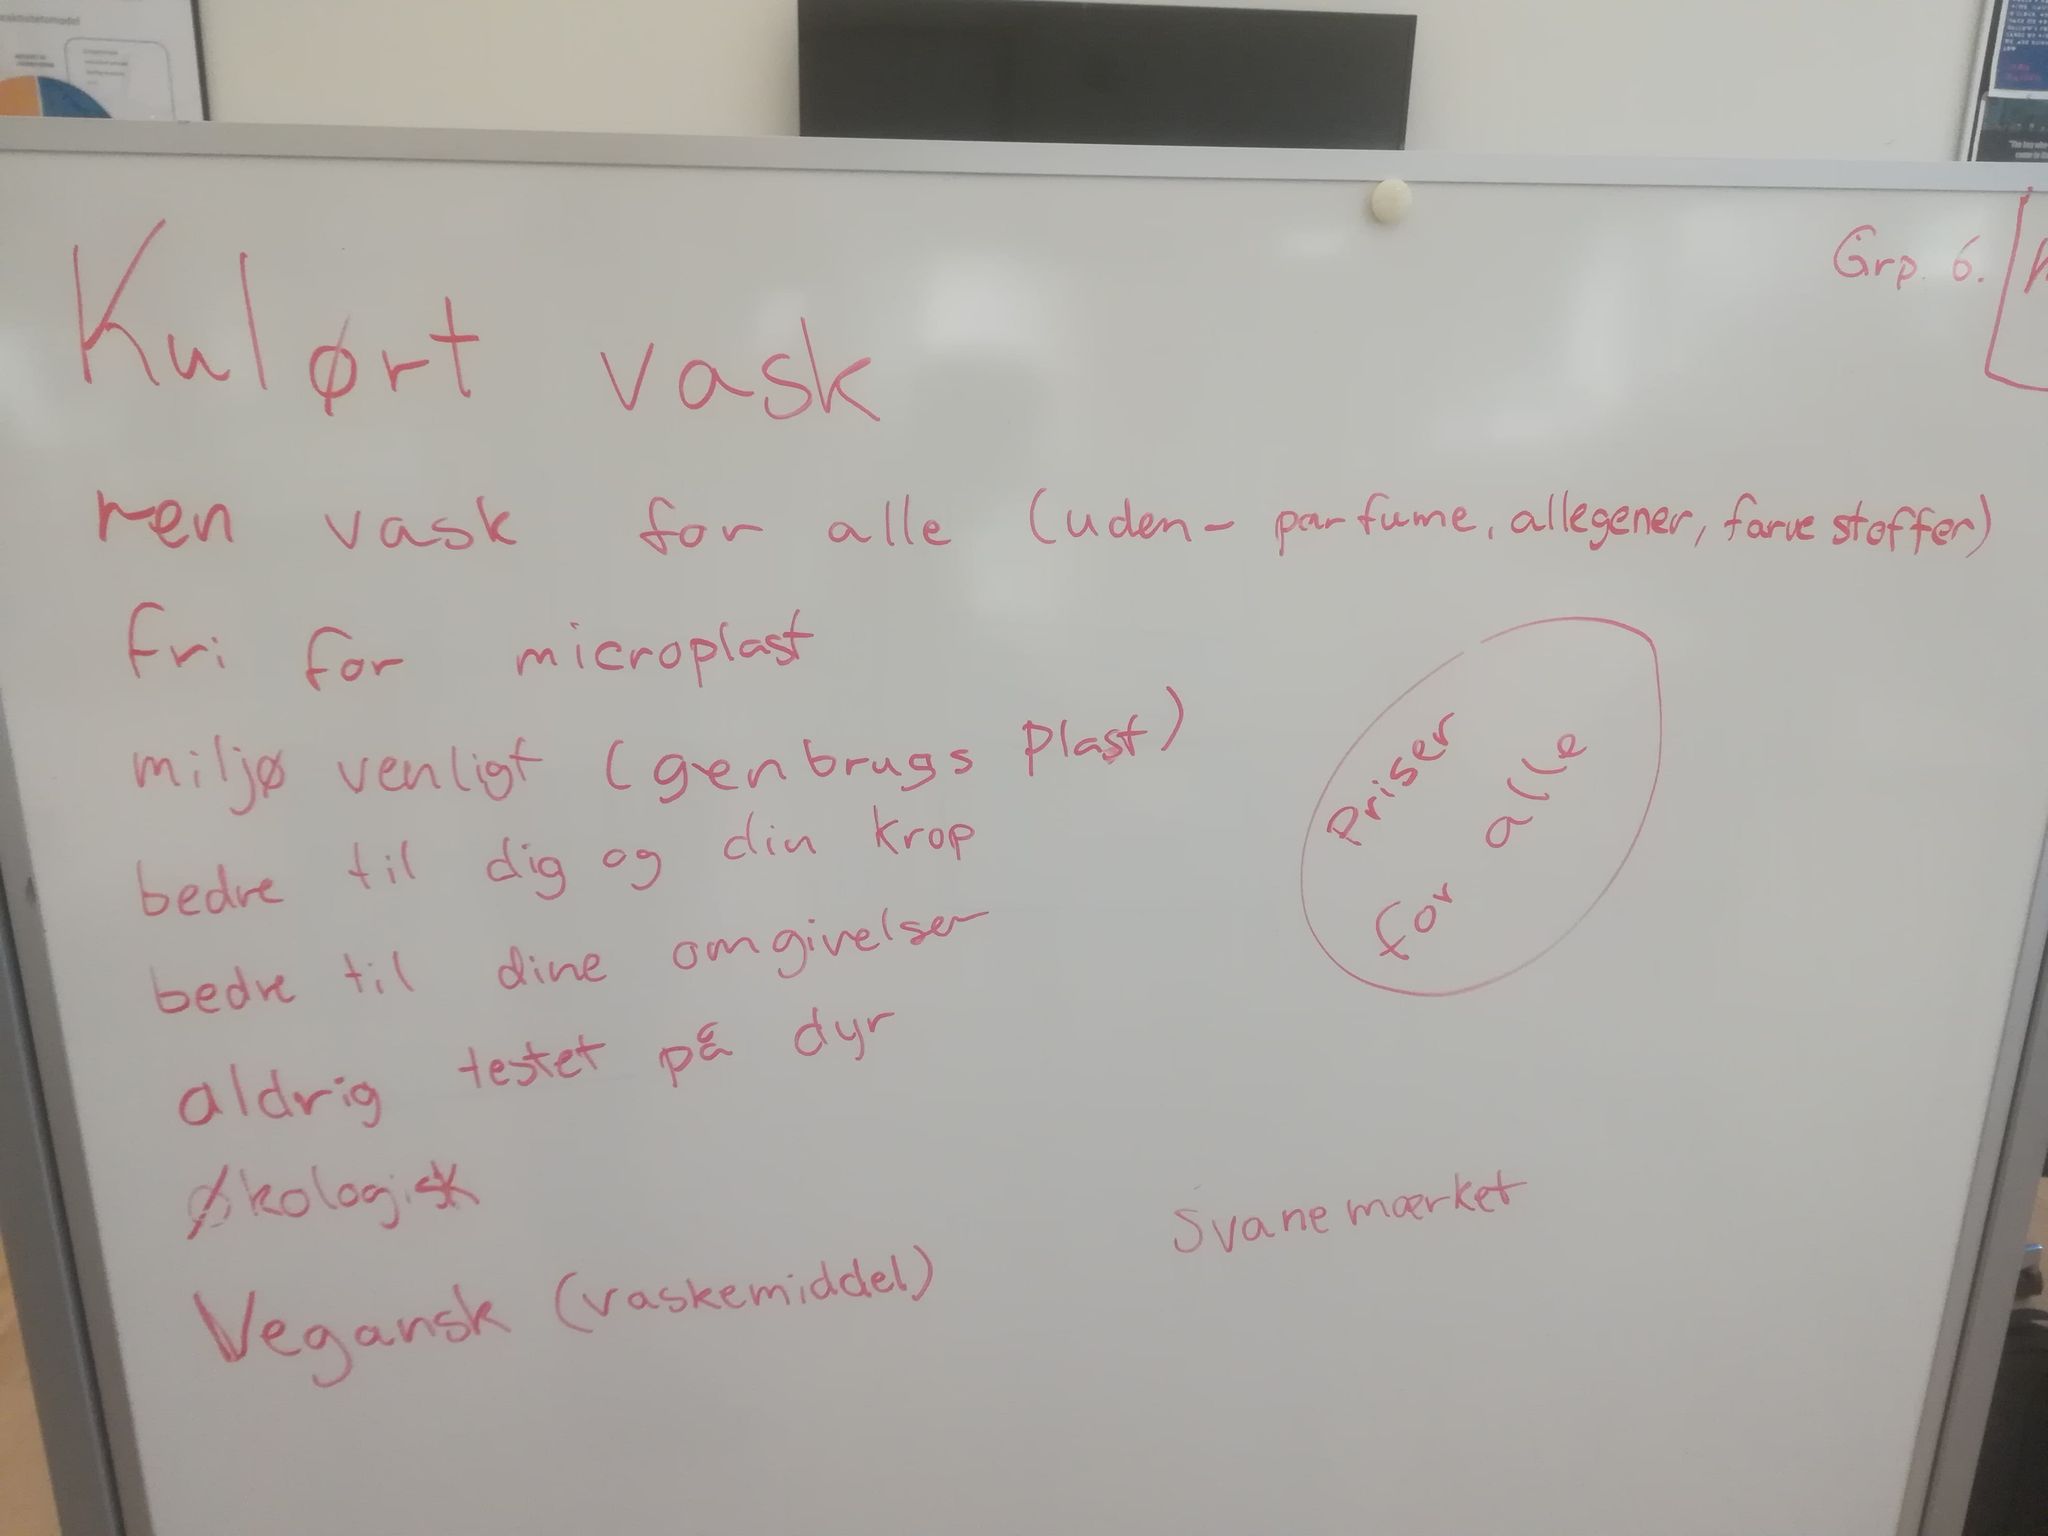 Grp. 6.
Kulørt vask
ren vask for alle (uden- parfume, allegener, farve stoffer)
fri for microplast
miljø venligt (genbrugs plast)
bedre til dig og din krop
bedre til dine omgivelser
aldrig testet på dyr
Økologisk
Vegansk (vaskemiddel)
Priser
for alle
Svanemærket